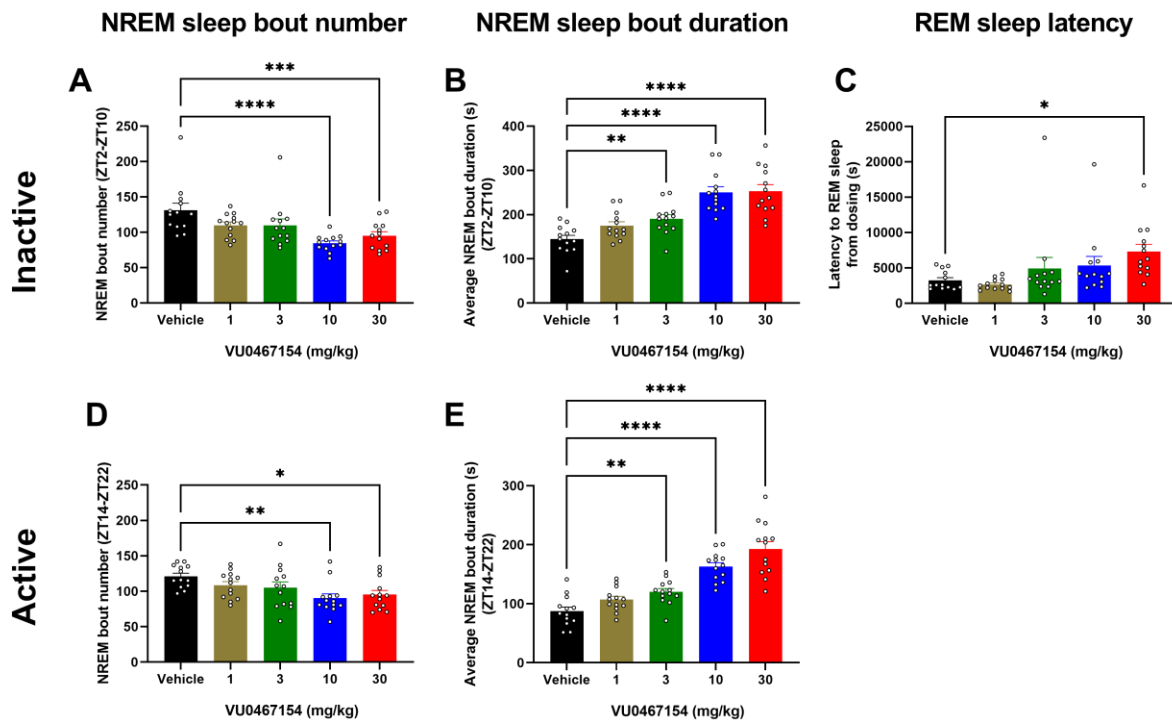 NREM sleep bout number
NREM sleep bout duration
REM sleep latency
Inactive
A
NREM bout number (ZT2-ZT10)
250
200
150
100
50
0
***
****
Vehicle 1 3 10 30
VU0467154 (mg/kg)
B
Average NREM bout duration (s)
(ZT2-ZT10)
400
300
200
100
0
****
****
**
Vehicle 1 3 10 30
VU0467154 (mg/kg)
C
Latency to REM sleep
from dosing (s)
25000
20000
15000
10000
5000
0
*
Vehicle 1 3 10 30
VU0467154 (mg/kg)
Active
D
NREM bout number (ZT14-ZT22)
250
200
150
100
50
0
*
**
Vehicle 1 3 10 30
VU0467154 (mg/kg)
E
Average NREM bout duration (s)
(ZT14-ZT22)
300
200
100
0
****
****
**
Vehicle 1 3 10 30
VU0467154 (mg/kg)